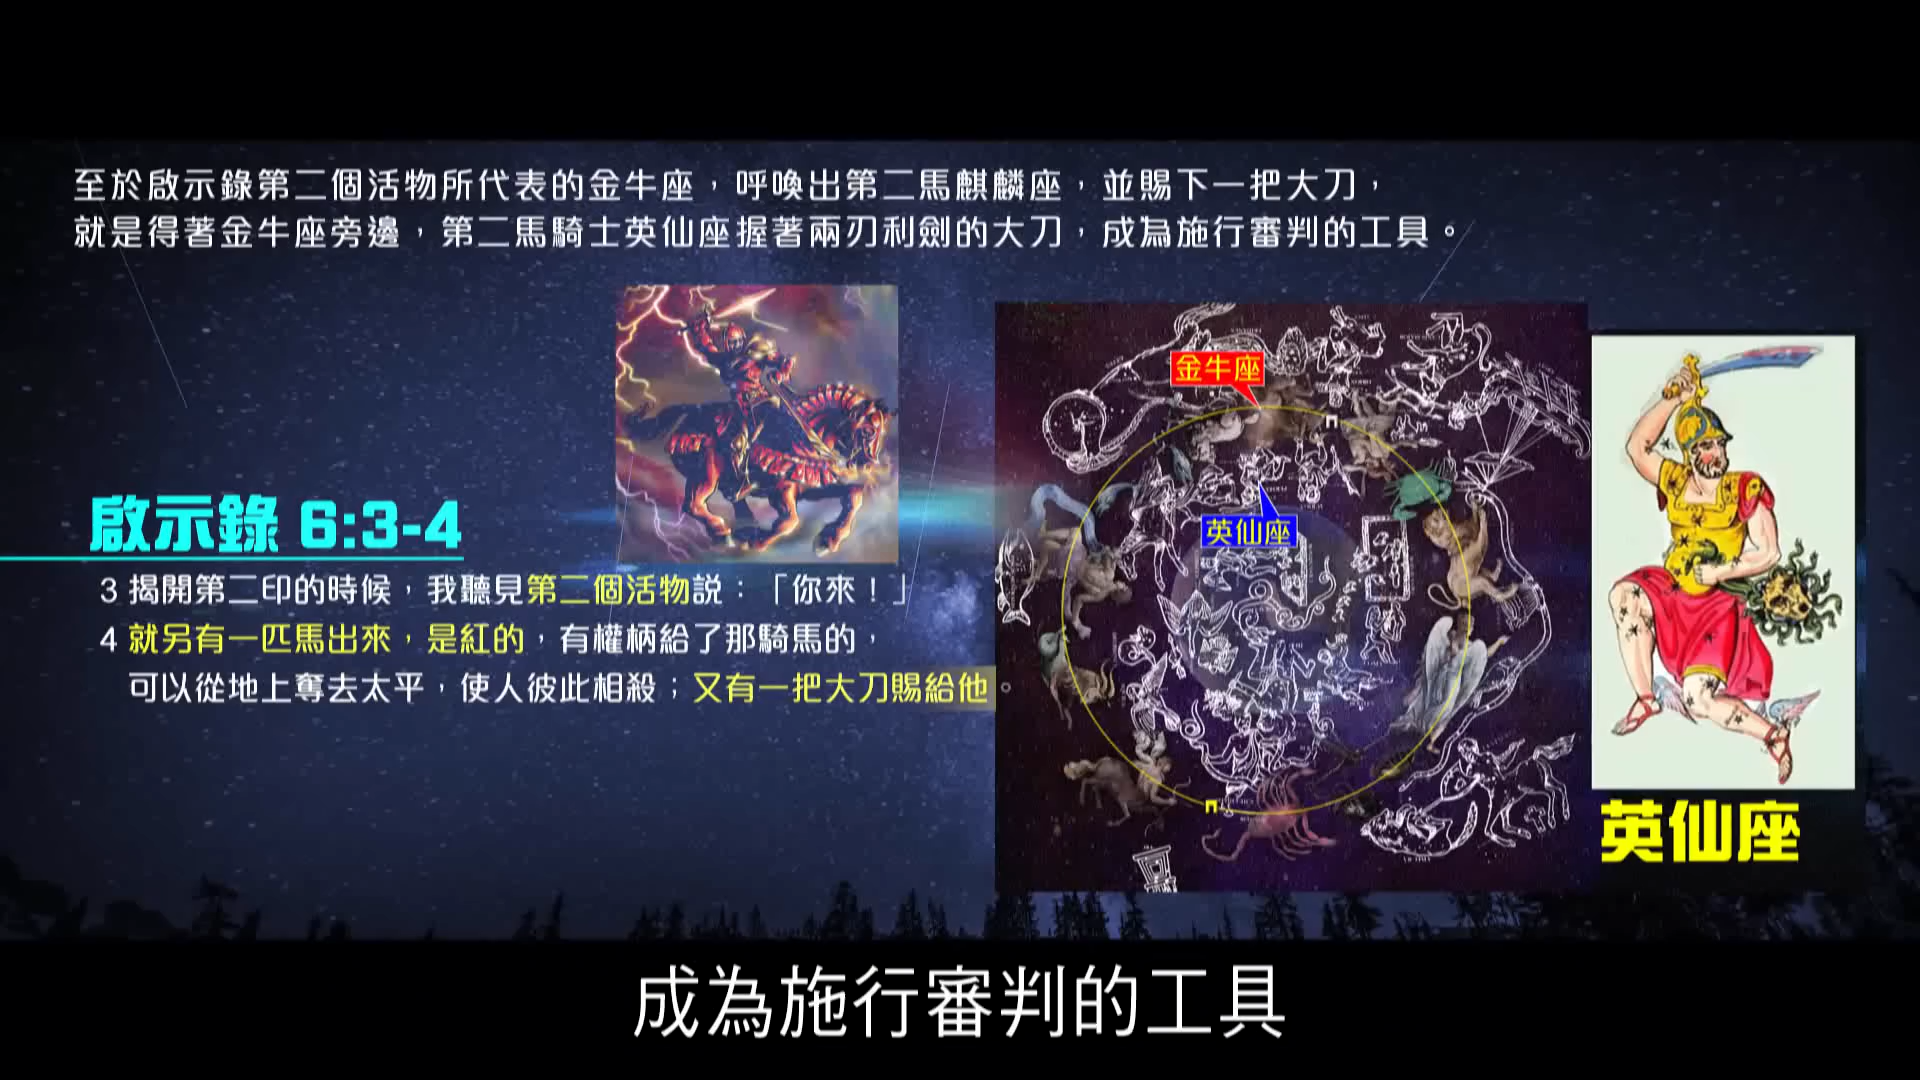 至於啟示錄第二個活物所代表的金牛座，呼喚出第二馬麒麟座，並賜下一把大刀，
就是得著金牛座旁邊，第二馬騎士英仙座握著兩刃利劍的大刀，成為施行審判的工具。
金牛座
英仙座
啟示錄 6:3-4
3 揭開第二印的時候，我聽見第二個活物説：「你來！」
4 就另有一匹馬出來，是紅的，有權柄給了那騎馬的，
可以從地上奪去太平，使人彼此相殺；又有一把大刀賜給他。
英仙座
成為施行審判的工具